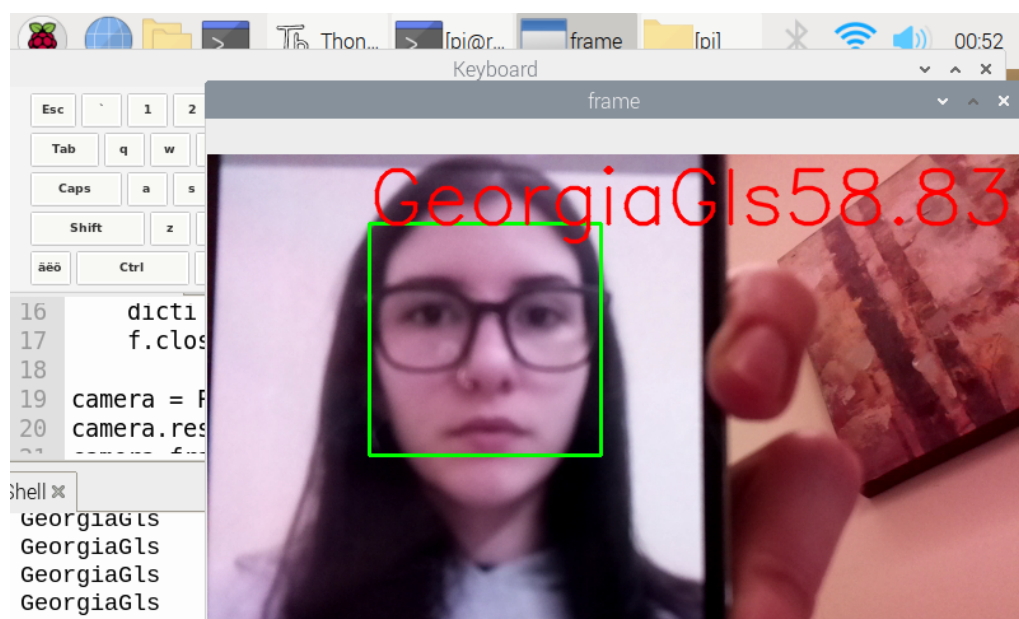 Thon...
[pi@r...
frame
[pi]
00:52
Keyboard
frame
Esc ` 1 2
Tab q w
Caps a s
Shift z
äëö Ctrl
GeorgiaGls58.83
16 dicti
17 f.clos
18
19 camera =
20 camera.res
Shell
GeorgiaGls
GeorgiaGls
GeorgiaGls
GeorgiaGls